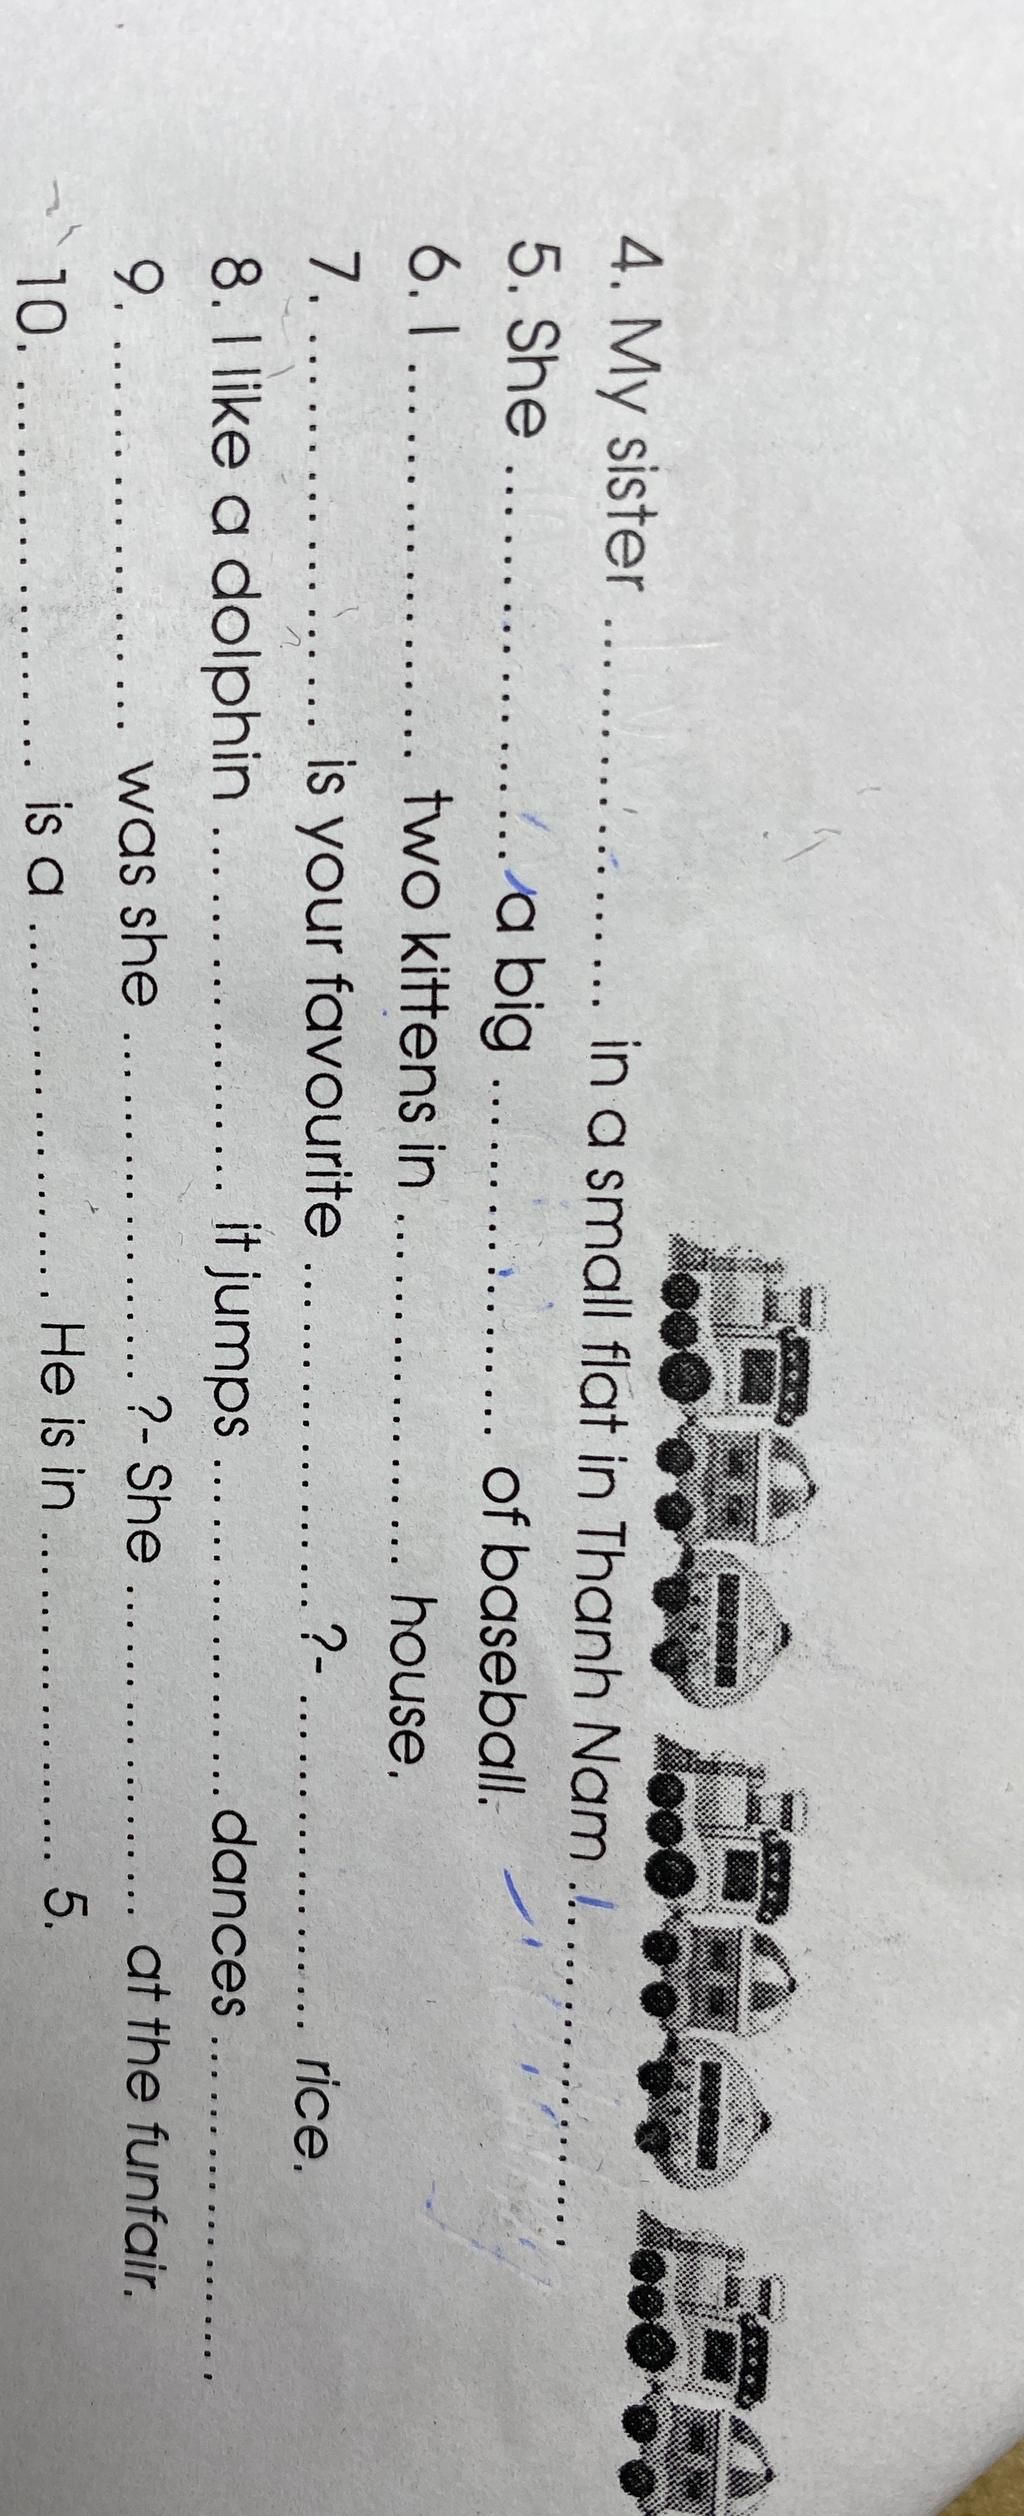 4. My sister ........................ in a small flat in Thanh Nam ........................
5. She ........................ a big ........................ of baseball.
6. I ........................ two kittens in ........................ house.
7. ........................ is your favourite ........................?- ........................ rice.
8. I like a dolphin ........................ it jumps ........................ dances ........................
9. ........................ was she ........................?- She ........................ at the funfair.
10. ........................ is a ........................ He is in ........................ 5.